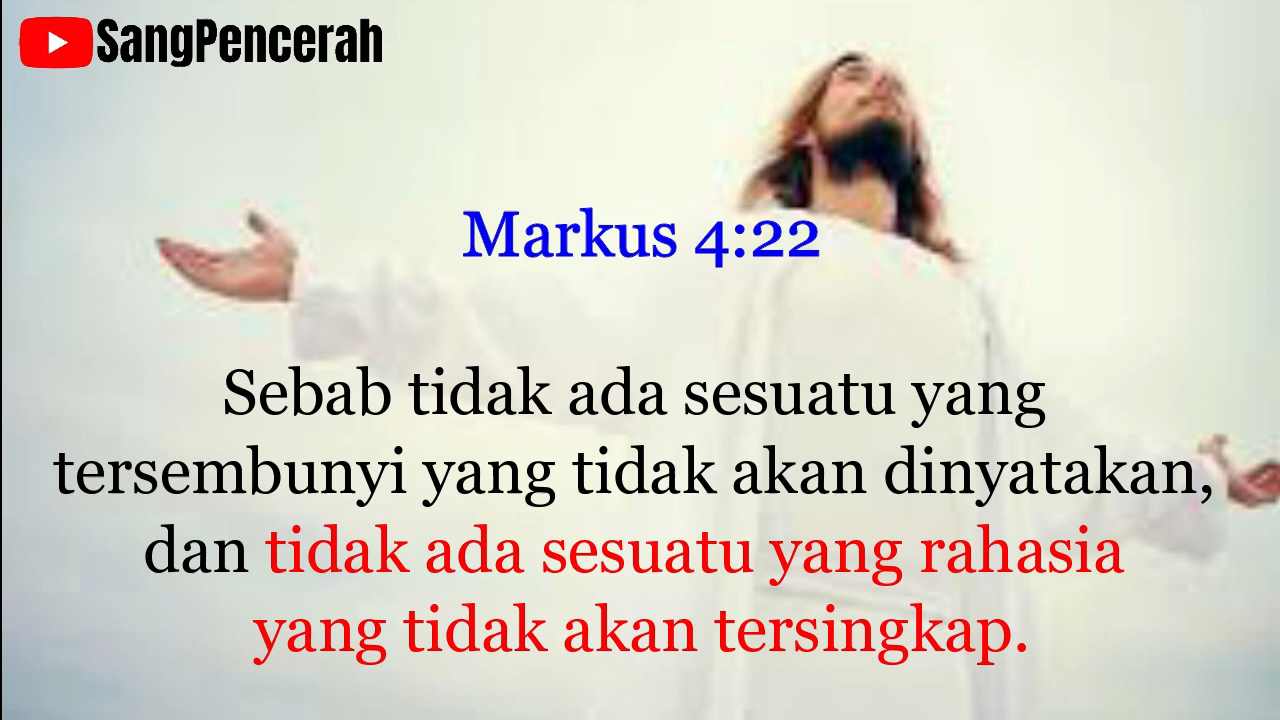 SangPencerah
Markus 4:22
Sebab tidak ada sesuatu yang
tersembunyi yang tidak akan dinyatakan,
dan tidak ada sesuatu yang rahasia
yang tidak akan tersingkap.